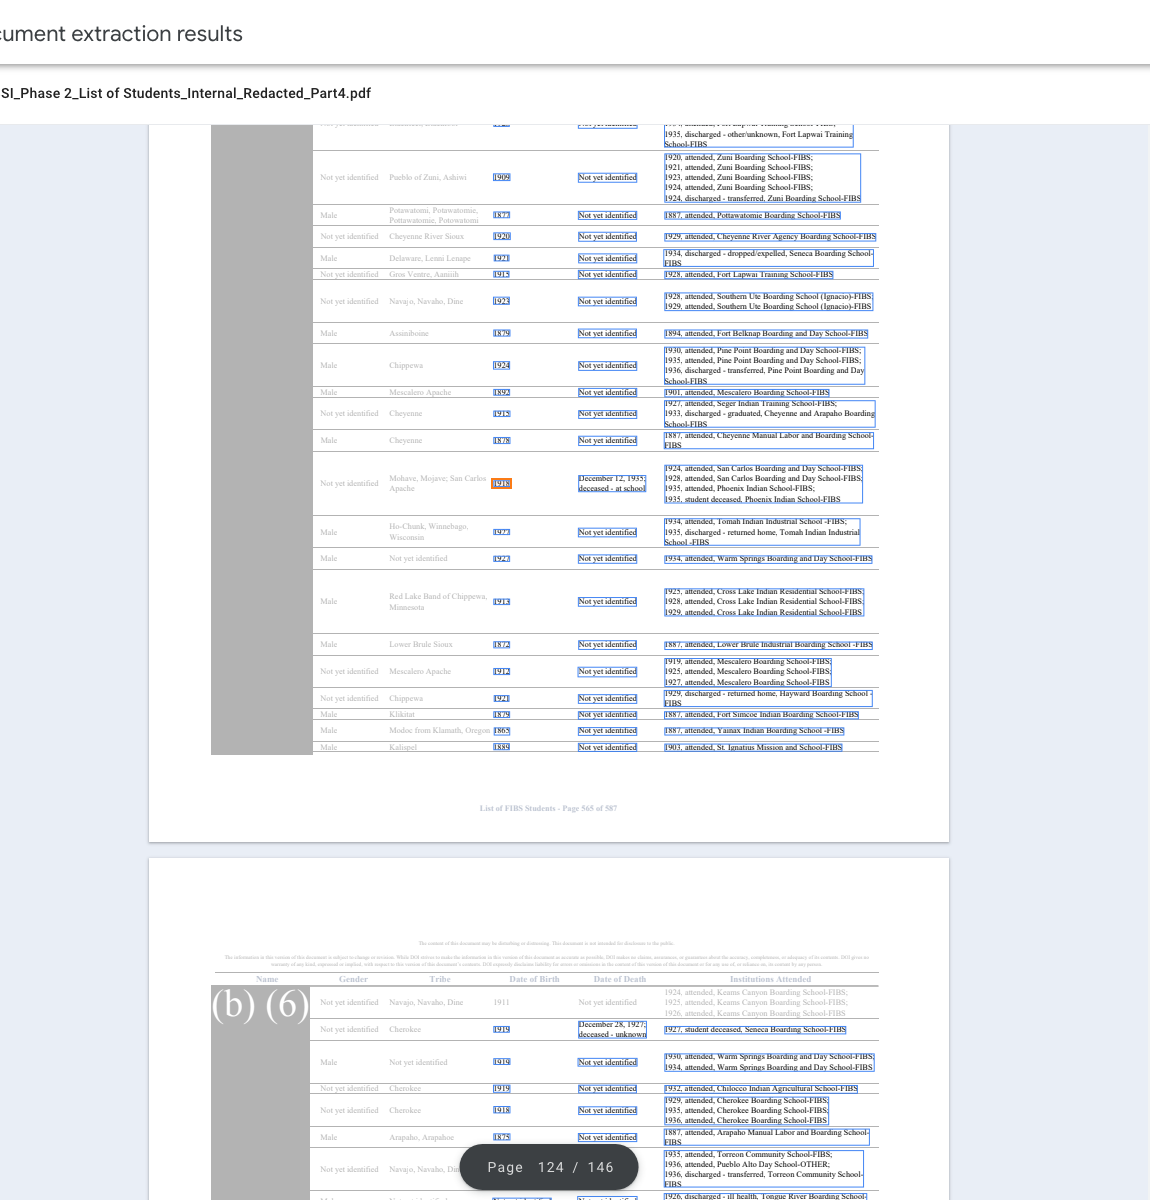 cument extraction results
SI_Phase 2_List of Students_Internal_Redacted_Part4.pdf
Not yet identified
1935, discharged - other/unknown, Fort Lapwai Training
School-FIBS
Not yet identified Pueblo of Zuni, Ashiwi 1909 Not yet identified 1920, attended, Zuni Boarding School-FIBS;
1921, attended, Zuni Boarding School-FIBS;
1923, attended, Zuni Boarding School-FIBS;
1924, attended, Zuni Boarding School-FIBS;
1924, discharged - transferred, Zuni Boarding School-FIBS
Male Potawatomi, Potawatomie, Pottawatomie, Potowatomi 1877 Not yet identified 1887, attended, Pottawatomie Boarding School-FIBS
Not yet identified Cheyenne River Sioux 1920 Not yet identified 1929, attended, Cheyenne River Agency Boarding School-FIBS
Male Delaware, Lenni Lenape 1921 Not yet identified 1934, discharged - dropped/expelled, Seneca Boarding School-
FIBS
Not yet identified Gros Ventre, Aaniiih 1915 Not yet identified 1928, attended, Fort Lapwai Training School-FIBS
Not yet identified Navajo, Navaho, Dine 1923 Not yet identified 1928, attended, Southern Ute Boarding School (Ignacio)-FIBS
1929, attended, Southern Ute Boarding School (Ignacio)-FIBS
Male Assiniboine 1879 Not yet identified 1894, attended, Fort Belknap Boarding and Day School-FIBS
Male Chippewa 1924 Not yet identified 1930, attended, Pine Point Boarding and Day School-FIBS;
1935, attended, Pine Point Boarding and Day School-FIBS;
1936, discharged - transferred, Pine Point Boarding and Day
School-FIBS
Male Mescalero Apache 1892 Not yet identified 1901, attended, Mescalero Boarding School-FIBS
Not yet identified Cheyenne 1915 Not yet identified 1927, attended, Seger Indian Training School-FIBS;
1933, discharged - graduated, Cheyenne and Arapaho Boarding
School-FIBS
Male Cheyenne 1878 Not yet identified 1887, attended, Cheyenne Manual Labor and Boarding School-
FIBS
Not yet identified Mohave, Mojave; San Carlos Apache 1918 December 12, 1935; deceased - at school 1924, attended, San Carlos Boarding and Day School-FIBS;
1928, attended, San Carlos Boarding and Day School-FIBS;
1935, attended, Phoenix Indian School-FIBS;
1935, student deceased, Phoenix Indian School-FIBS
Male Ho-Chunk, Winnebago, Wisconsin 1923 Not yet identified 1934, attended, Tomah Indian Industrial School -FIBS;
1935, discharged - returned home, Tomah Indian Industrial
School -FIBS
Male Not yet identified 1927 Not yet identified 1934, attended, Warm Springs Boarding and Day School-FIBS
Male Red Lake Band of Chippewa, Minnesota 1913 Not yet identified 1925, attended, Cross Lake Indian Residential School-FIBS;
1928, attended, Cross Lake Indian Residential School-FIBS;
1929, attended, Cross Lake Indian Residential School-FIBS
Male Lower Brule Sioux 1872 Not yet identified 1887, attended, Lower Brule Industrial Boarding School -FIBS
Not yet identified Mescalero Apache 1912 Not yet identified 1919, attended, Mescalero Boarding School-FIBS;
1925, attended, Mescalero Boarding School-FIBS;
1927, attended, Mescalero Boarding School-FIBS
Not yet identified Chippewa 1921 Not yet identified 1929, discharged - returned home, Hayward Boarding School -
FIBS
Male Klikitat 1879 Not yet identified 1887, attended, Fort Simcoe Indian Boarding School-FIBS
Male Modoc from Klamath, Oregon 1865 Not yet identified 1887, attended, Yainax Indian Boarding School -FIBS
Male Kalispel 1889 Not yet identified 1903, attended, St. Ignatius Mission and School-FIBS
List of FIBS Students - Page 565 of 587
The content of this document may be disturbing or distressing. This document is not intended for disclosure to the public.
Name Gender Tribe Date of Birth Date of Death Institutions Attended
(b) (6)
Not yet identified Navajo, Navaho, Dine 1911 Not yet identified 1924, attended, Keams Canyon Boarding School-FIBS;
1925, attended, Keams Canyon Boarding School-FIBS;
1926, attended, Keams Canyon Boarding School-FIBS
Not yet identified Cherokee 1919 December 28, 1927; deceased - unknown 1927, student deceased, Seneca Boarding School-FIBS
Male Not yet identified 1919 Not yet identified 1930, attended, Warm Springs Boarding and Day School-FIBS;
1934, attended, Warm Springs Boarding and Day School-FIBS
Not yet identified Cherokee 1919 Not yet identified 1932, attended, Chilocco Indian Agricultural School-FIBS
Not yet identified Cherokee 1918 Not yet identified 1929, attended, Cherokee Boarding School-FIBS;
1935, attended, Cherokee Boarding School-FIBS;
1936, attended, Cherokee Boarding School-FIBS
Male Arapaho, Arapahoe 1875 Not yet identified 1887, attended, Arapaho Manual Labor and Boarding School-
FIBS
Not yet identified Navajo, Navaho, 1935, attended, Torreon Community School-FIBS;
1936, attended, Pueblo Alto Day School-OTHER;
1936, discharged - transferred, Torreon Community School-
FIBS
Page 124 / 146
1926, discharged - ill health, Tongue River Boarding School-